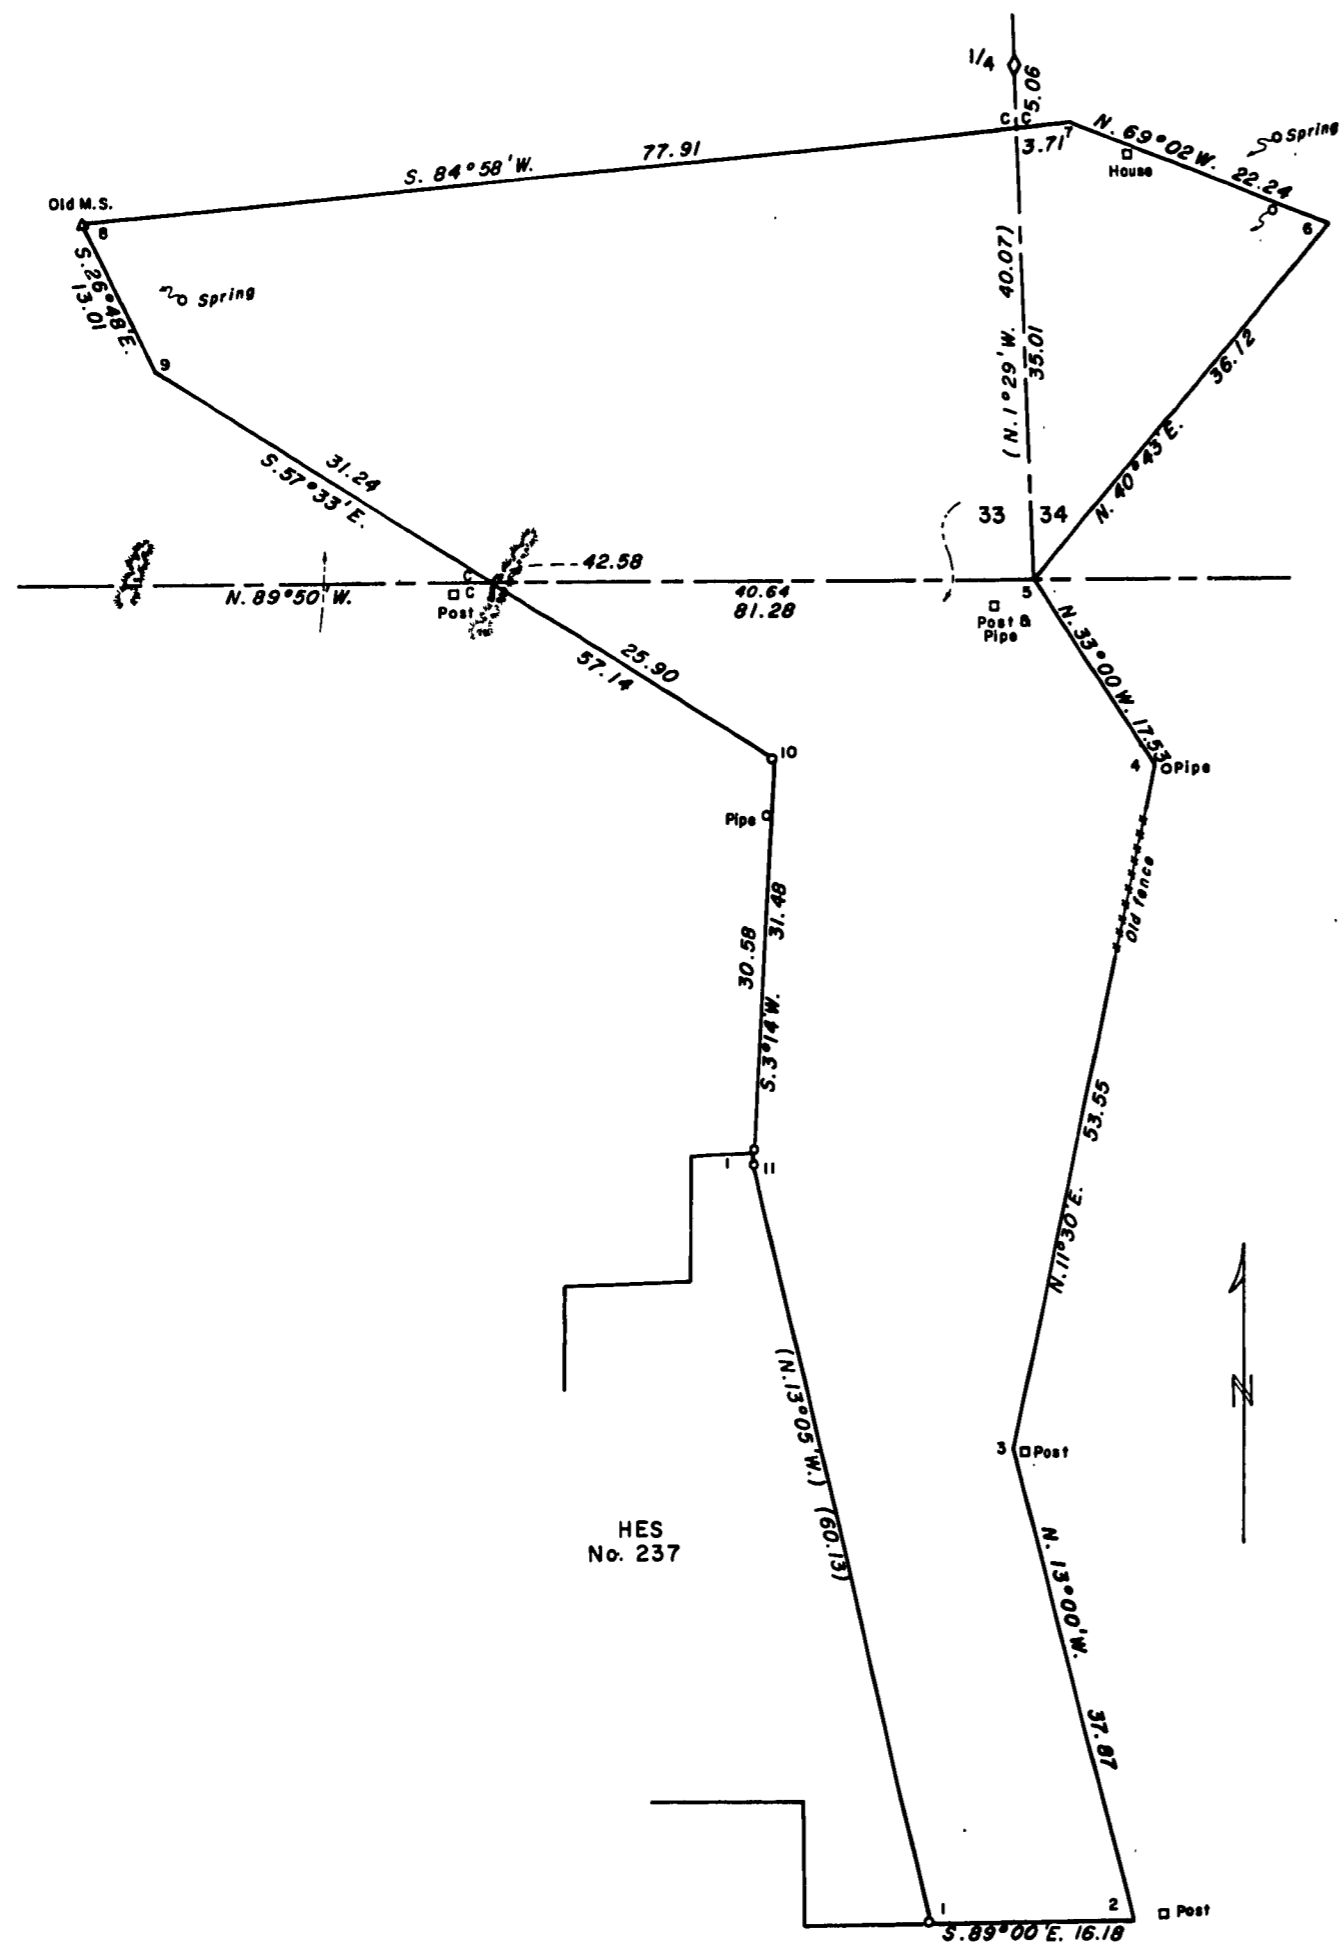 1/4
5.06
C C
7
3.71
N. 69°02'W. 22.24
Spring
House
77.91
S. 84°58'W.
Old M.S.
8
6
S. 26°48'E.
13.01
Spring
(N. 1°29'W. 40.07)
35.01
36.12
N. 40°43'E.
9
31.24
S. 57°33'E.
33
34
42.58
C
C
N. 89°50'W.
Post
40.64
81.28
5
Post &
Pipe
N. 33°00'W. 17.53
25.90
57.14
10
4
Pipe
Pipe
Old fence
31.48
30.58
S. 3°14'W.
53.55
1
11
N. 11°30'E.
N
(N. 13°05'W.) (60.13)
3
Post
HES
No. 237
N. 13°00'W.
37.87
1
2
Post
S. 89°00'E. 16.18